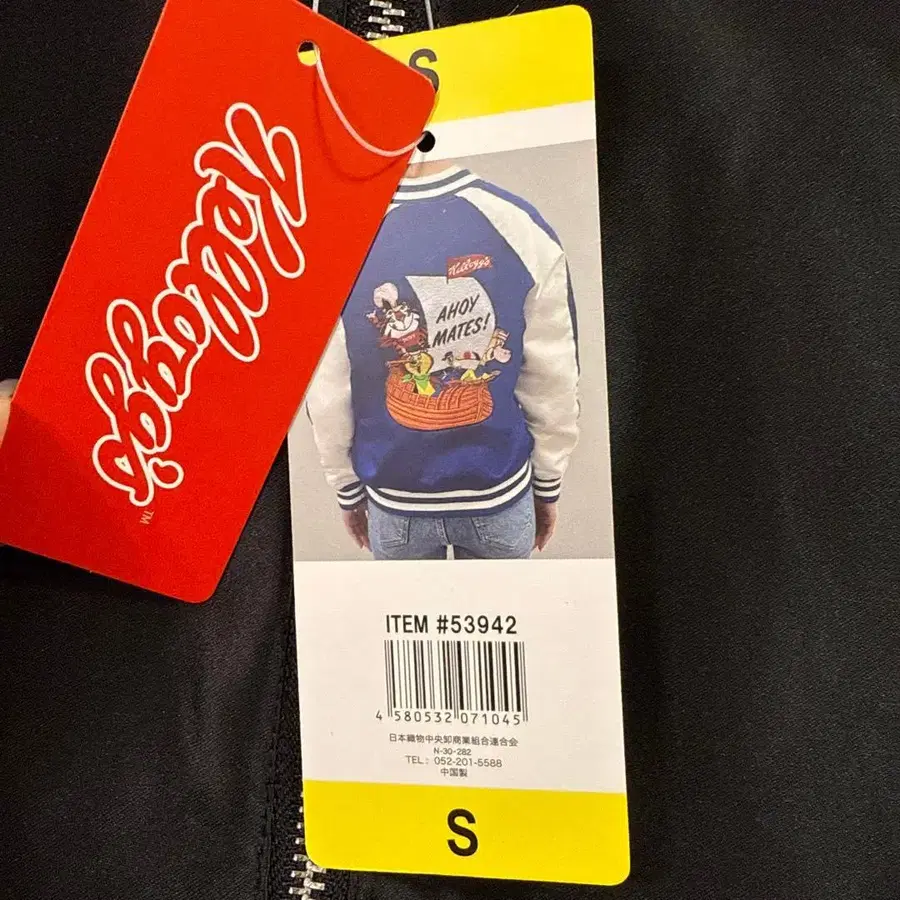 S
Kellogg's
TM
Kellogg's
AHOY
MATES!
ITEM #53942
4 580532 071045
日本織物中央卸商業組合連合会
N-30-282
TEL: 052-201-5588
中国製
S